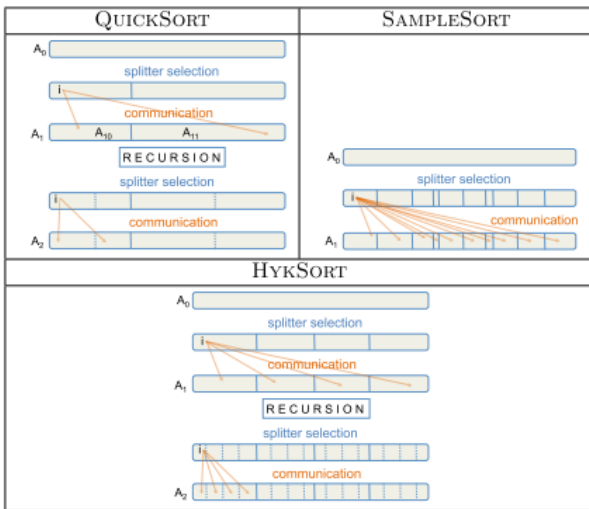 QUICKSORT
A0
splitter selection
i
communication
A1 A10 A11
RECURSION
splitter selection
i
communication
A2
SAMPLESORT
A0
splitter selection
i
communication
A1
HYKSORT
A0
splitter selection
i
communication
A1
RECURSION
splitter selection
i
communication
A2